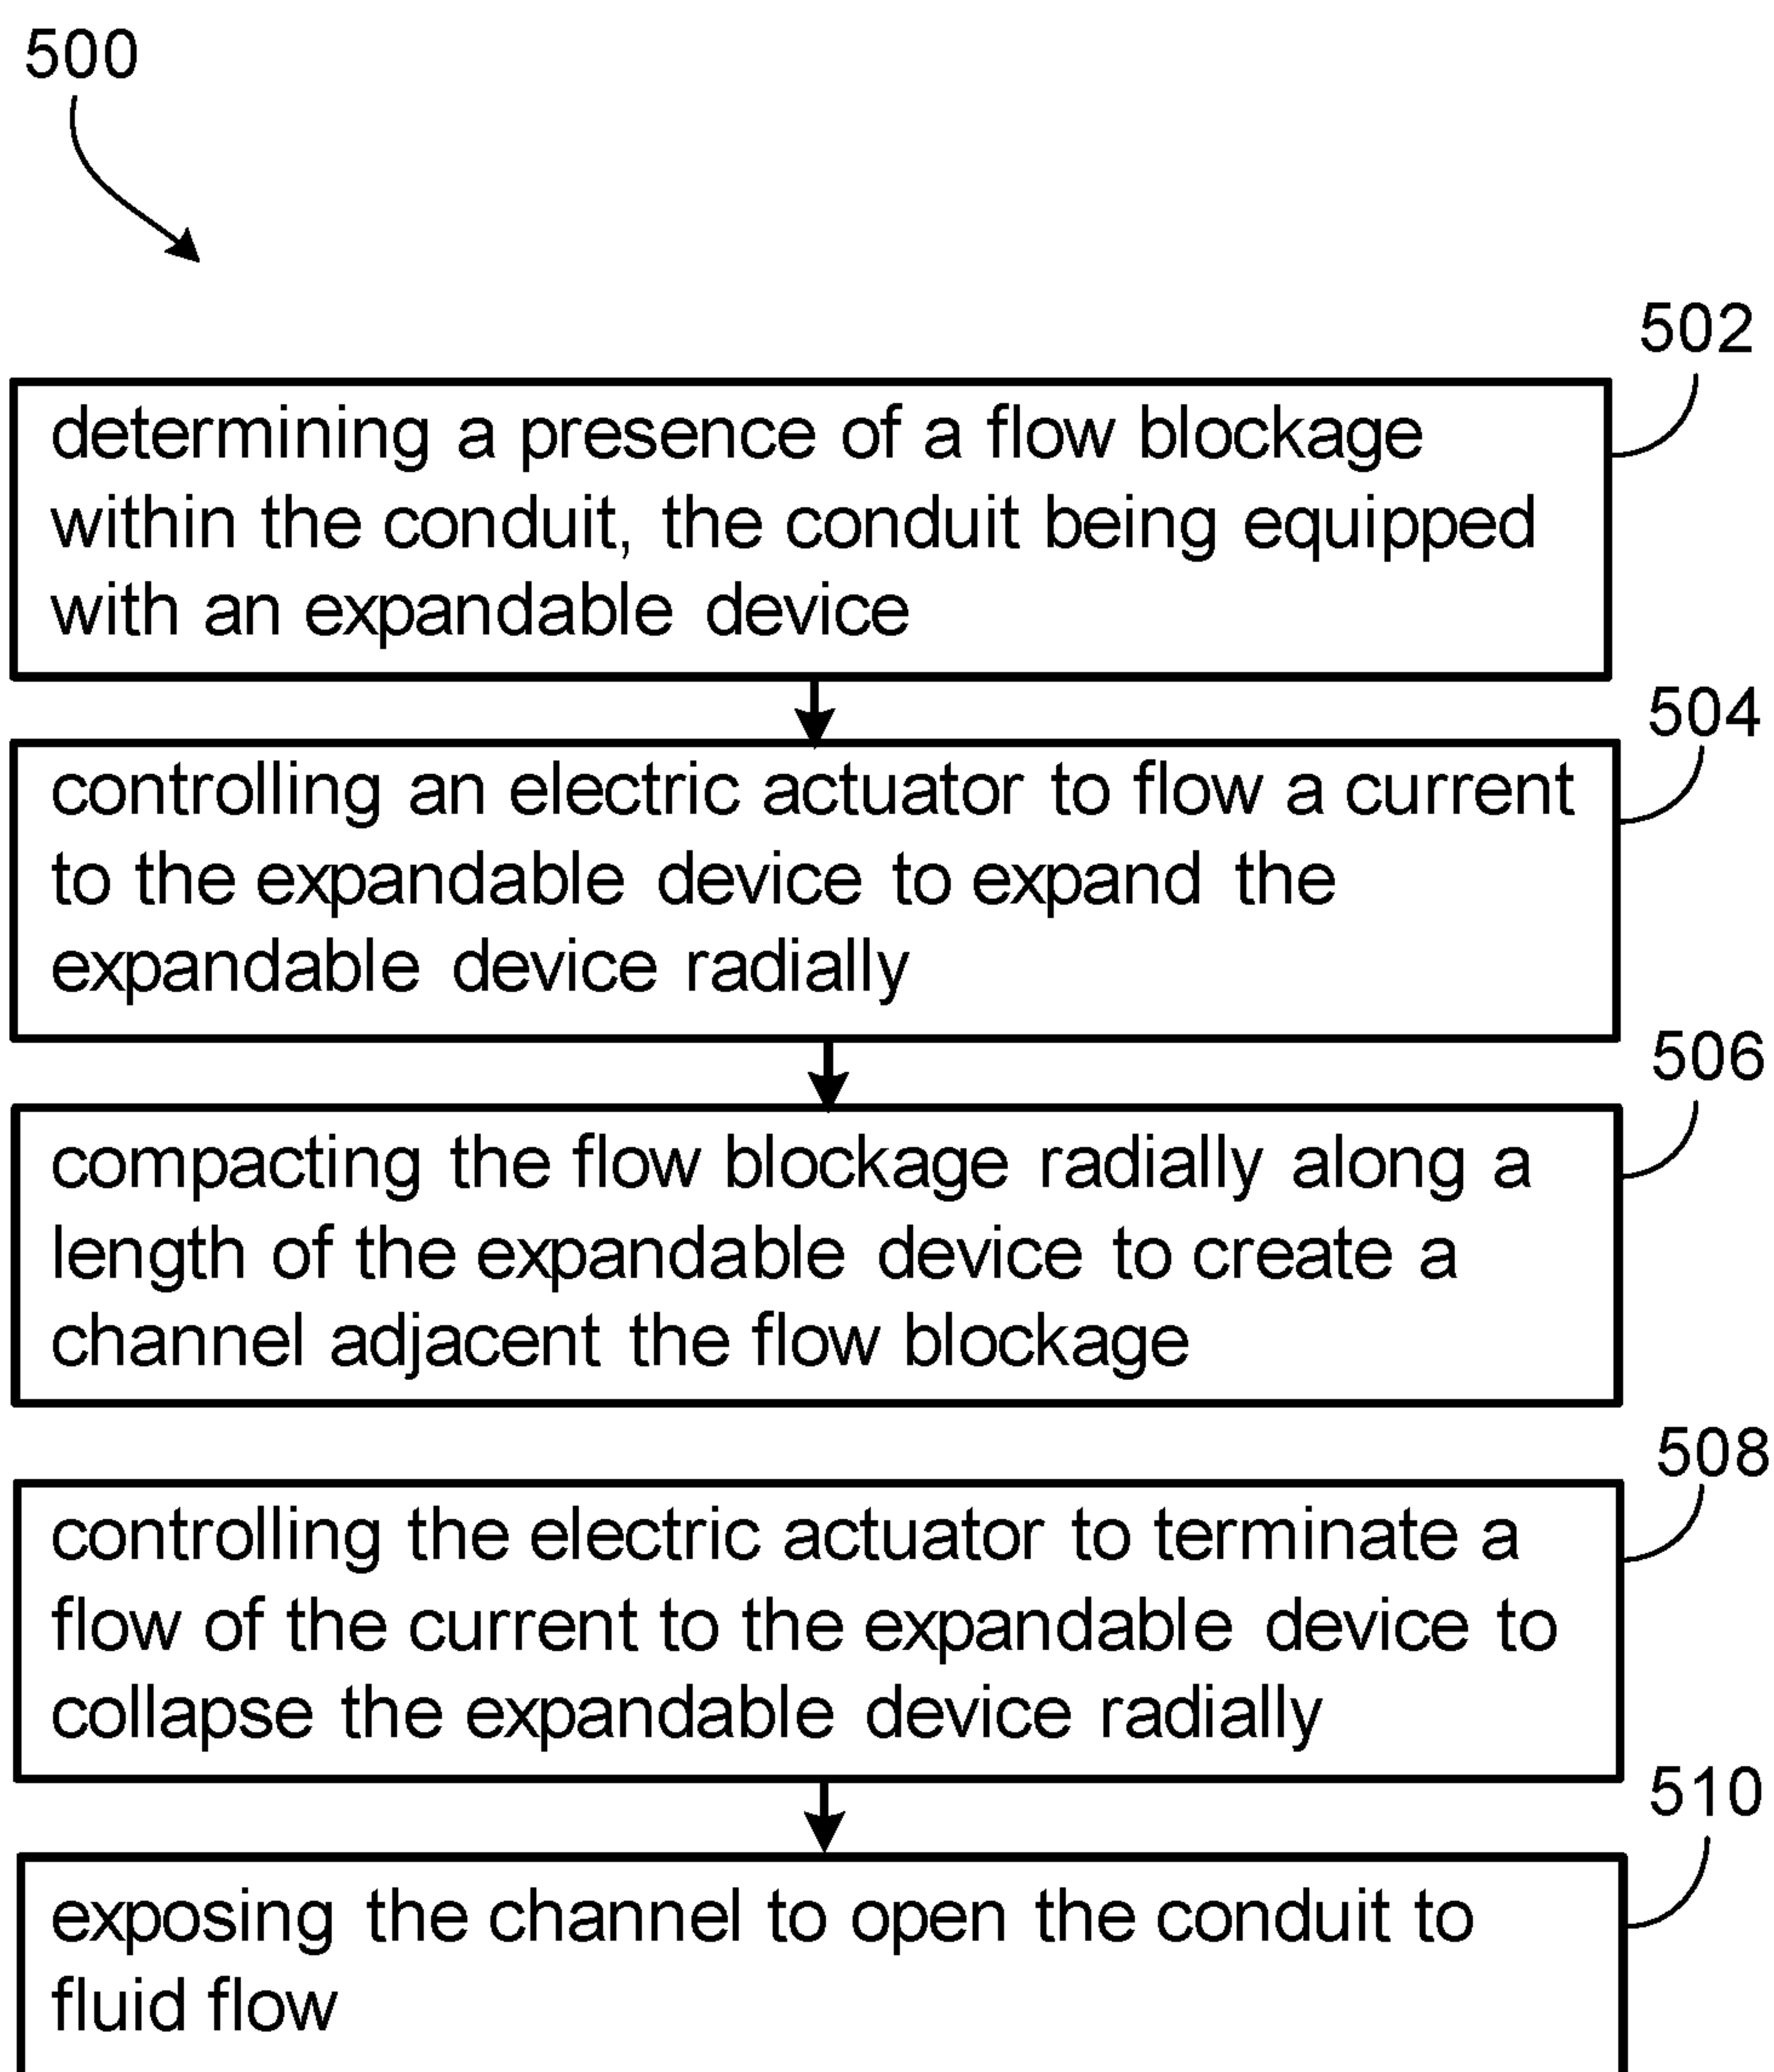 500
502
determining a presence of a flow blockage
within the conduit, the conduit being equipped
with an expandable device
504
controlling an electric actuator to flow a current
to the expandable device to expand the
expandable device radially
506
compacting the flow blockage radially along a
length of the expandable device to create a
channel adjacent the flow blockage
508
controlling the electric actuator to terminate a
flow of the current to the expandable device to
collapse the expandable device radially
510
exposing the channel to open the conduit to
fluid flow